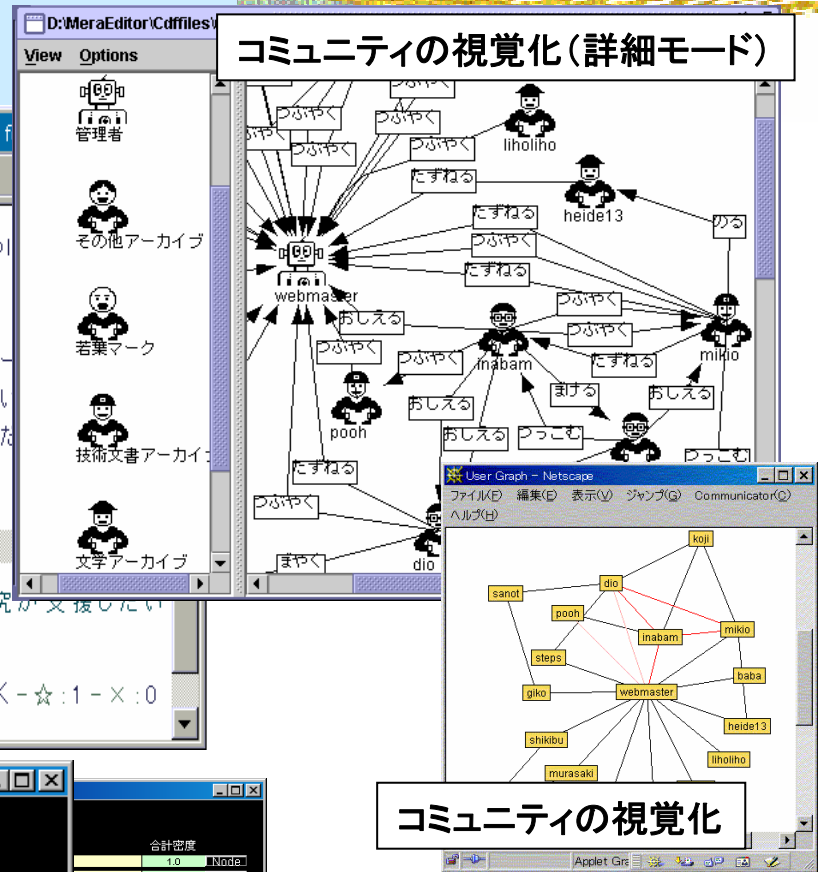 D:\MeraEditor\Cdffiles\
コミュニティの視覚化(詳細モード)
View Options
管理者
その他アーカイブ
若葉マーク
技術文書アーカイ
文学アーカイブ
つぶやく
つぶやく
つぶやく
つぶやく
つぶやく
liholiho
たずねる
heide13
たずねる
のる
つぶやく
たずねる
webmaster
つぶやく
おしえる
つぶやく
mikio
inabam
つぶやく
つぶやく
たずねる
まける
おしえる
pooh
おしえる
おしえる
つっこむ
つっこむ
たずねる
つぶやく
ぼやく
dio
User Graph - Netscape
ファイル(F) 編集(E) 表示(V) ジャンプ(G) Communicator(C)
ヘルプ(H)
koji
dio
sanot
pooh
mikio
inabam
steps
baba
giko
webmaster
heide13
shikibu
liholiho
murasaki
コミュニティの視覚化
Applet Gra
-☆:1-×:0
合計密度
1.0 Node